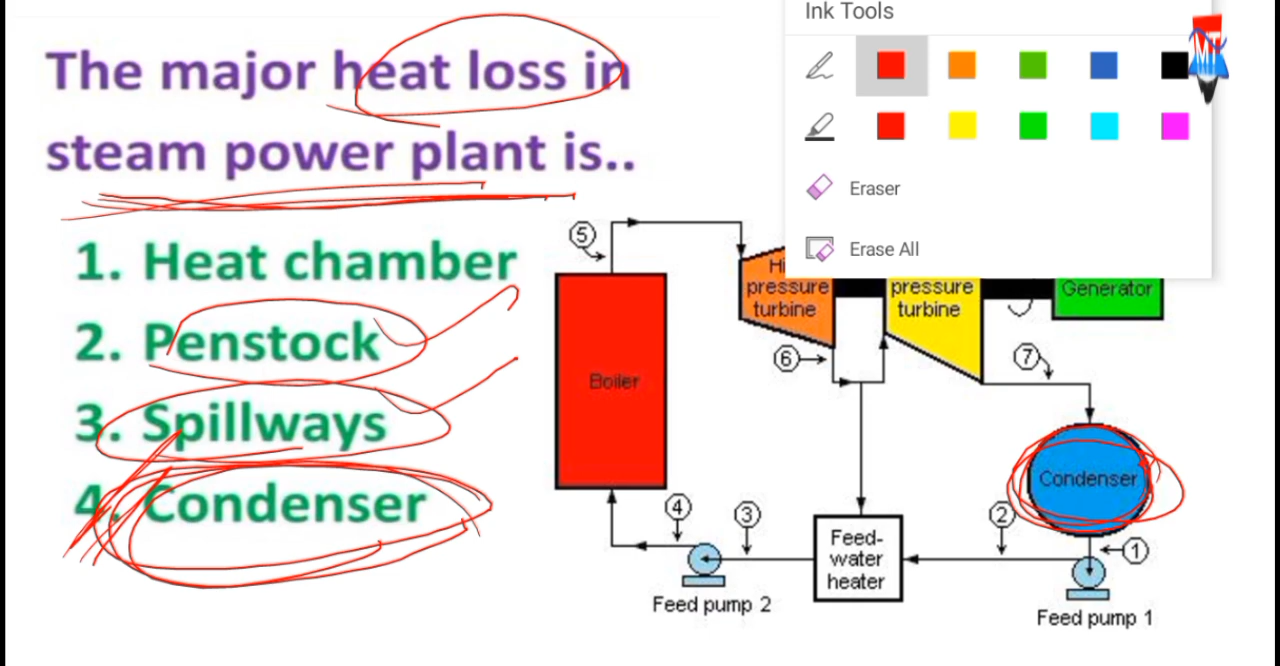 Ink Tools
The major heat loss in
steam power plant is..
Eraser
Erase All
1. Heat chamber
2. Penstock
3. Spillways
4. Condenser
5
pressure
turbine
pressure
turbine
Generator
6
7
Boiler
Condenser
4
3
2
1
Feed-
water
heater
Feed pump 2
Feed pump 1